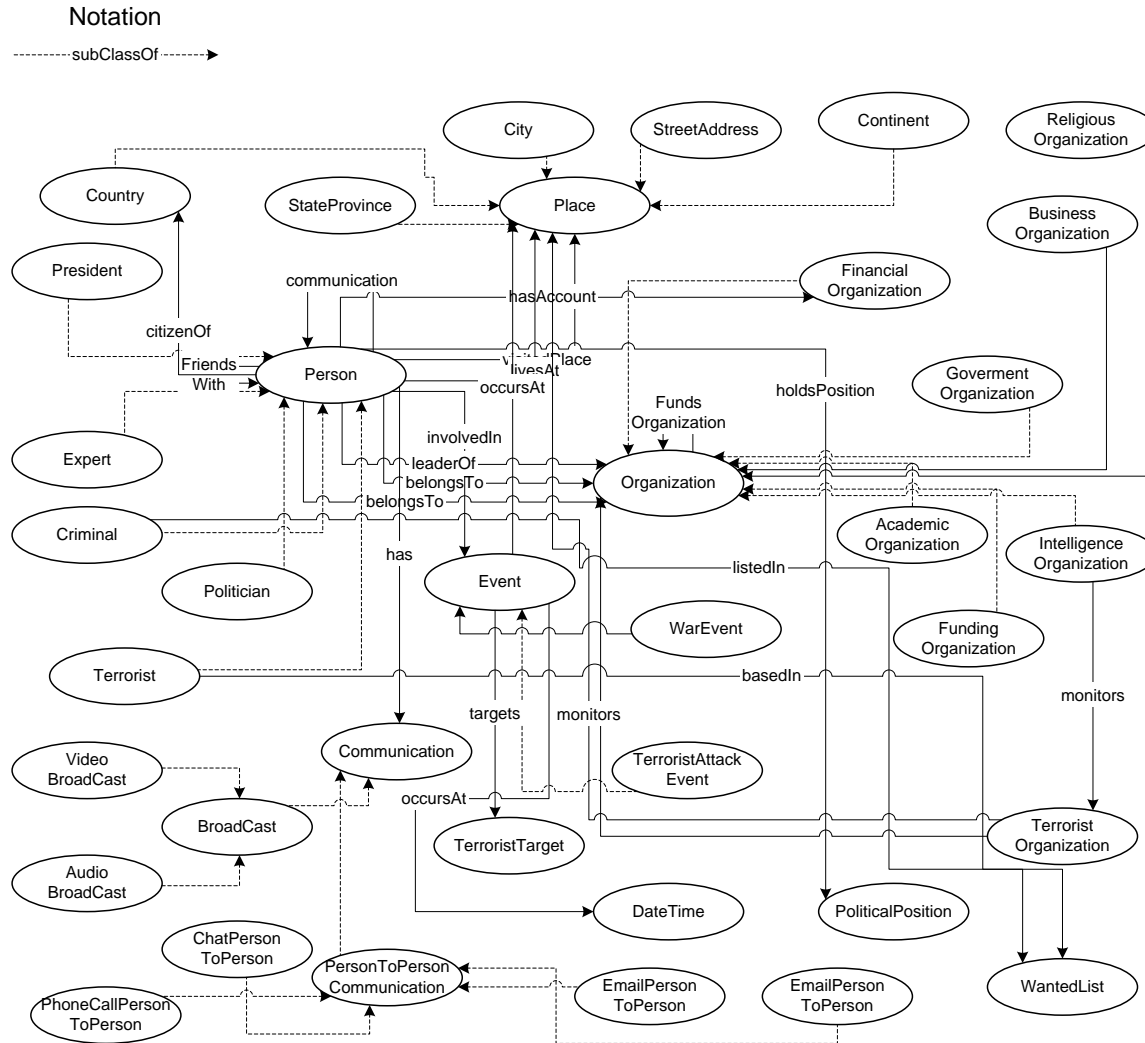 Notation
subClassOf
City
StreetAddress
Continent
Religious
Organization
Country
StateProvince
Place
Business
Organization
President
communication
hasAccount
Financial
Organization
citizenOf
Friends
With
Person
livesAt
occursAt
holdsPosition
Goverment
Organization
Funds
Organization
Expert
involvedIn
leaderOf
belongsTo
belongsTo
Organization
Criminal
has
Academic
Organization
Intelligence
Organization
Politician
Event
listedIn
WarEvent
Funding
Organization
Terrorist
basedIn
monitors
targets
monitors
Communication
Video
BroadCast
TerroristAttack
Event
occursAt
BroadCast
TerroristTarget
Terrorist
Organization
Audio
BroadCast
DateTime
PoliticalPosition
ChatPerson
ToPerson
PersonToPerson
Communication
EmailPerson
ToPerson
EmailPerson
ToPerson
WantedList
PhoneCallPerson
ToPerson